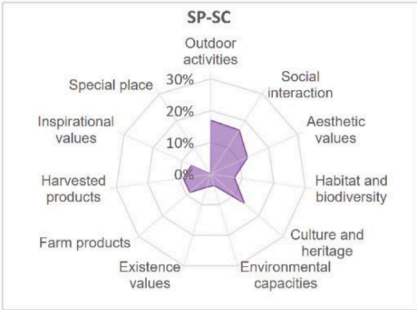 SP-SC
Outdoor
activities
30%
Social
interaction
Special place
20%
Aesthetic
values
Inspirational
values
10%
0%
Habitat and
biodiversity
Harvested
products
Culture and
heritage
Farm products
Existence
values
Environmental
capacities